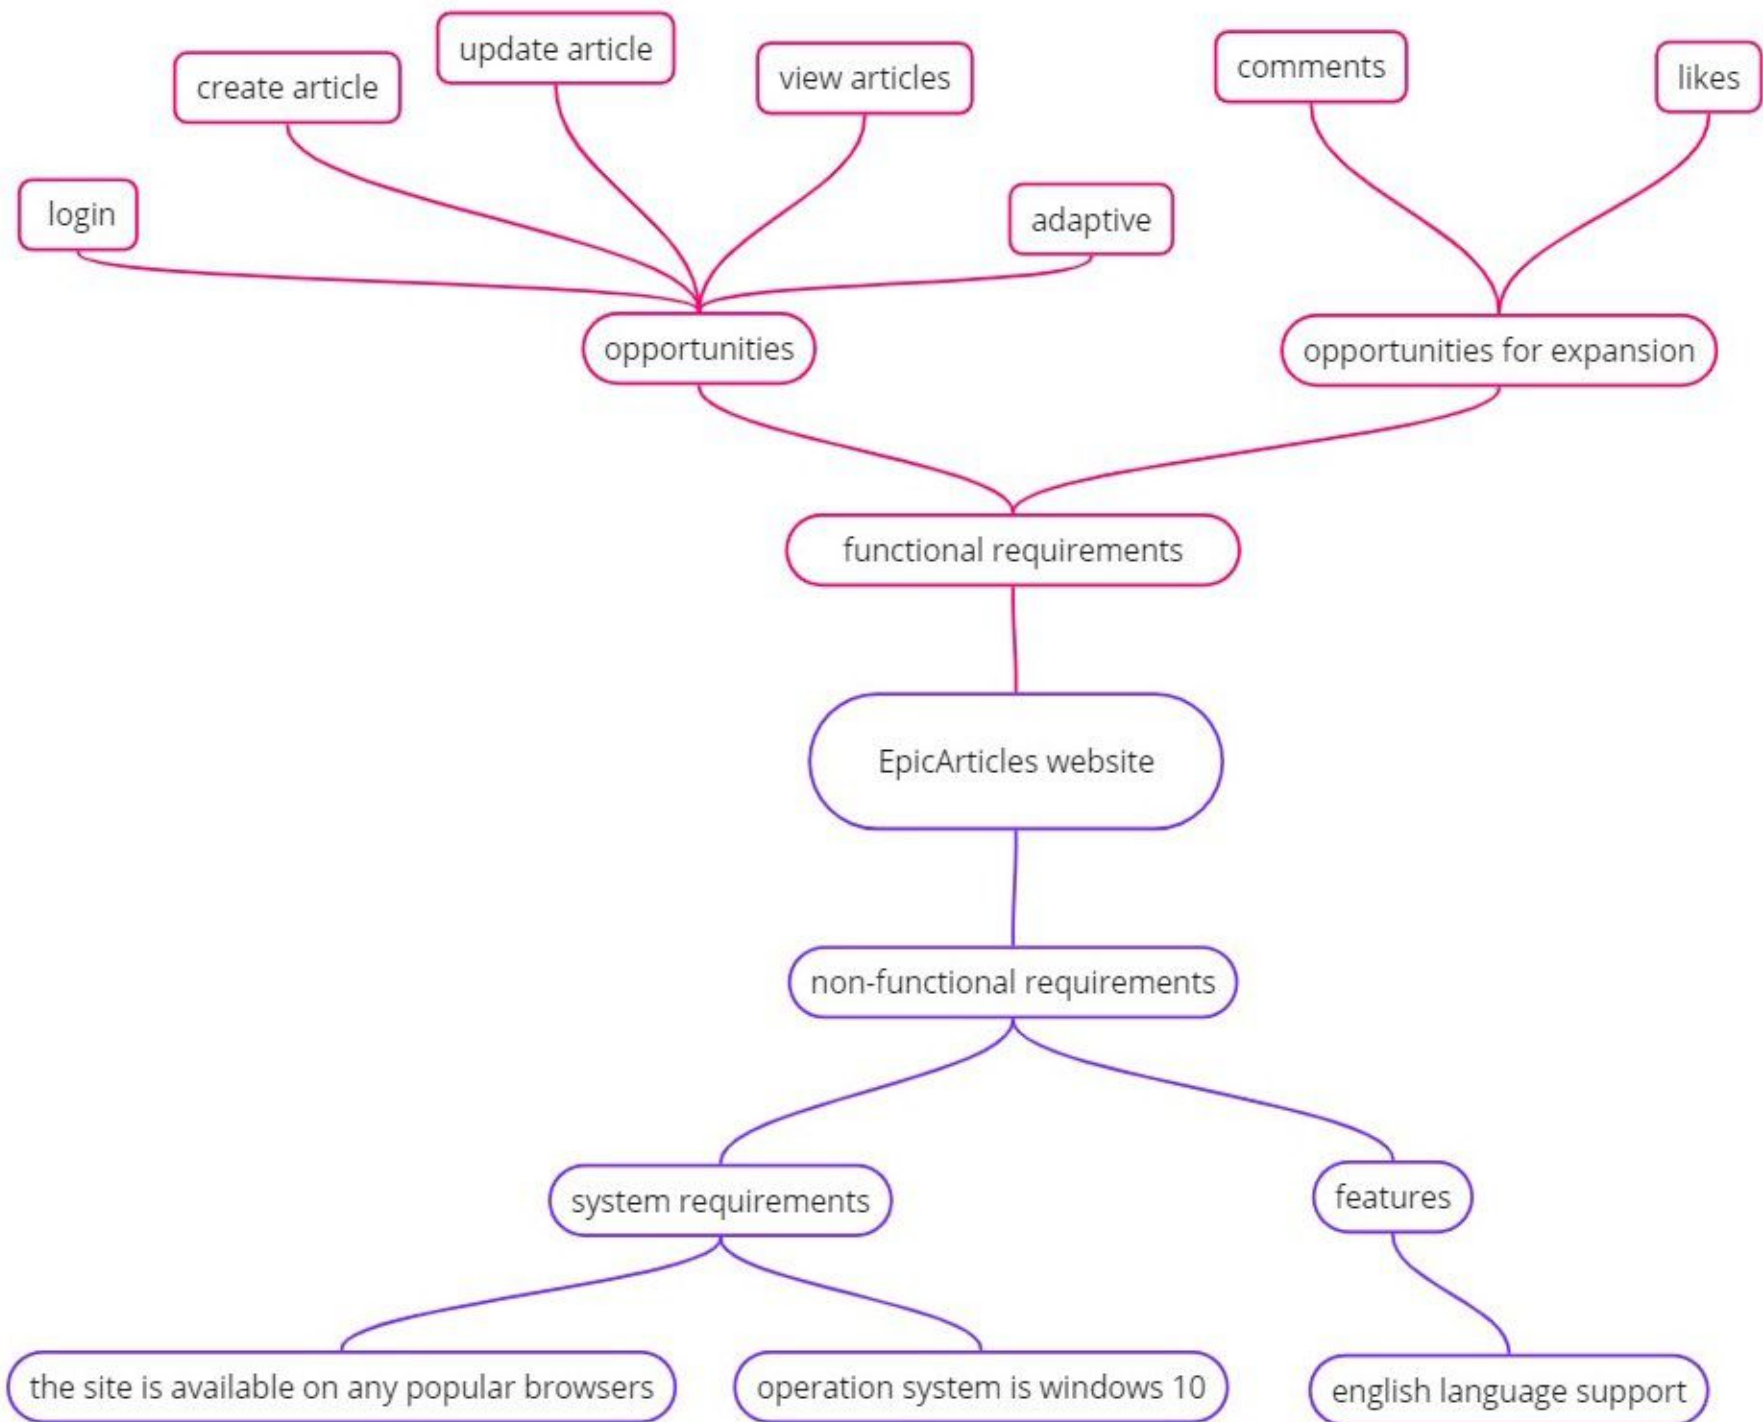 update article
create article
view articles
comments
likes
login
adaptive
opportunities
opportunities for expansion
functional requirements
EpicArticles website
non-functional requirements
system requirements
features
the site is available on any popular browsers
operation system is windows 10
english language support